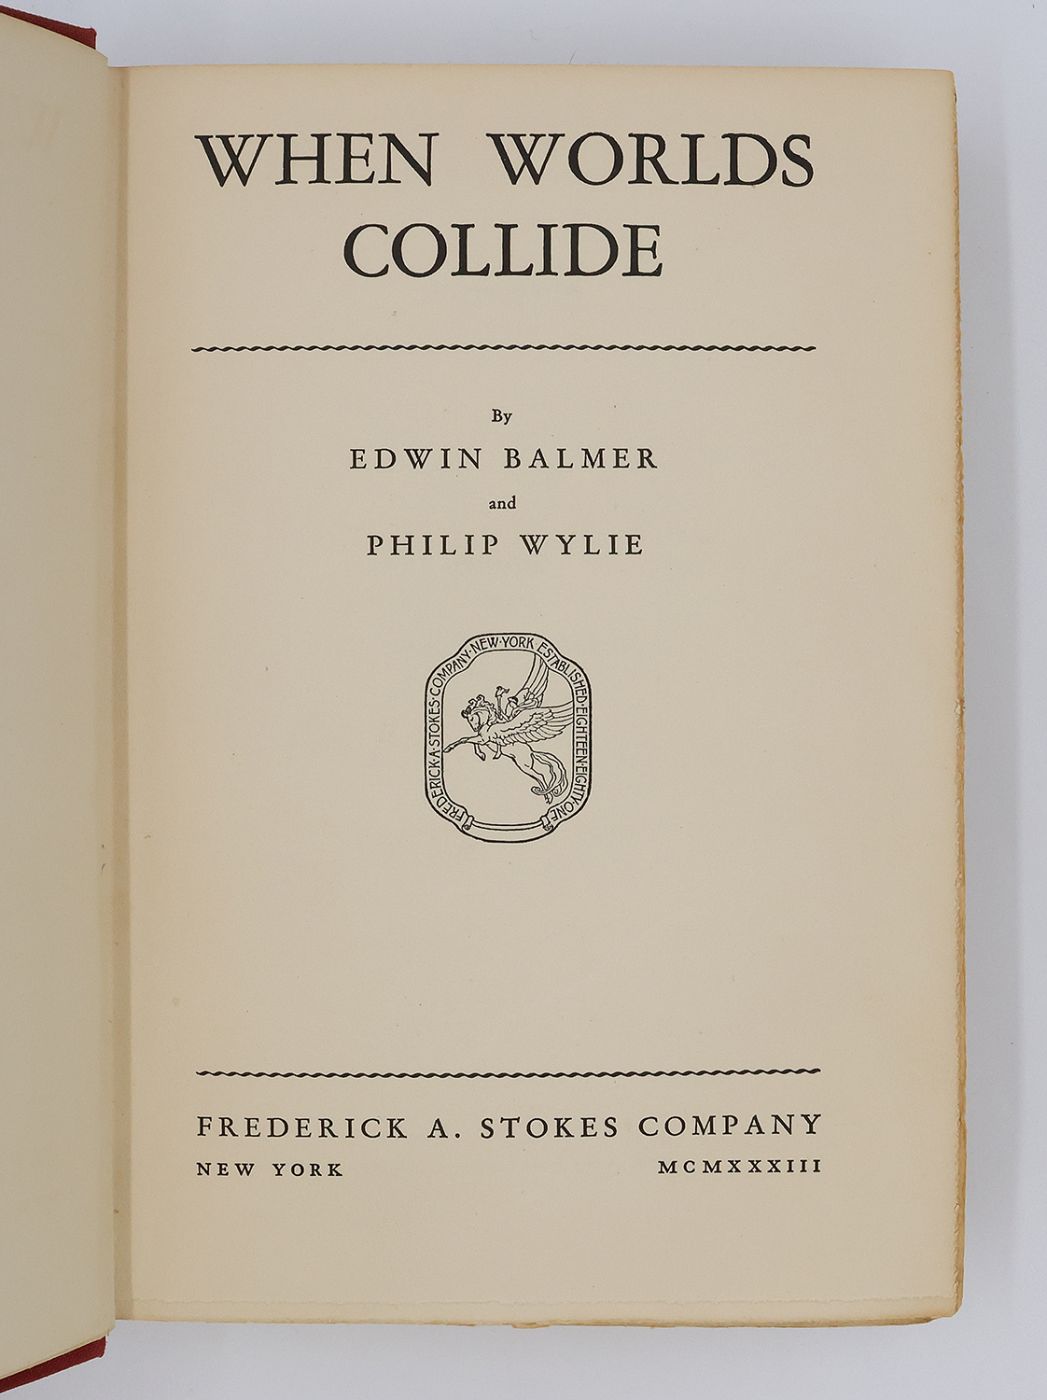 WHEN WORLDS
COLLIDE
By
EDWIN BALMER
and
PHILIP WYLIE
FREDERICK·A·STOKES·COMPANY·NEW·YORK ESTABLISHED·EIGHTEEN·EIGHTY·ONE
FREDERICK A. STOKES COMPANY
NEW YORK MCMXXXIII